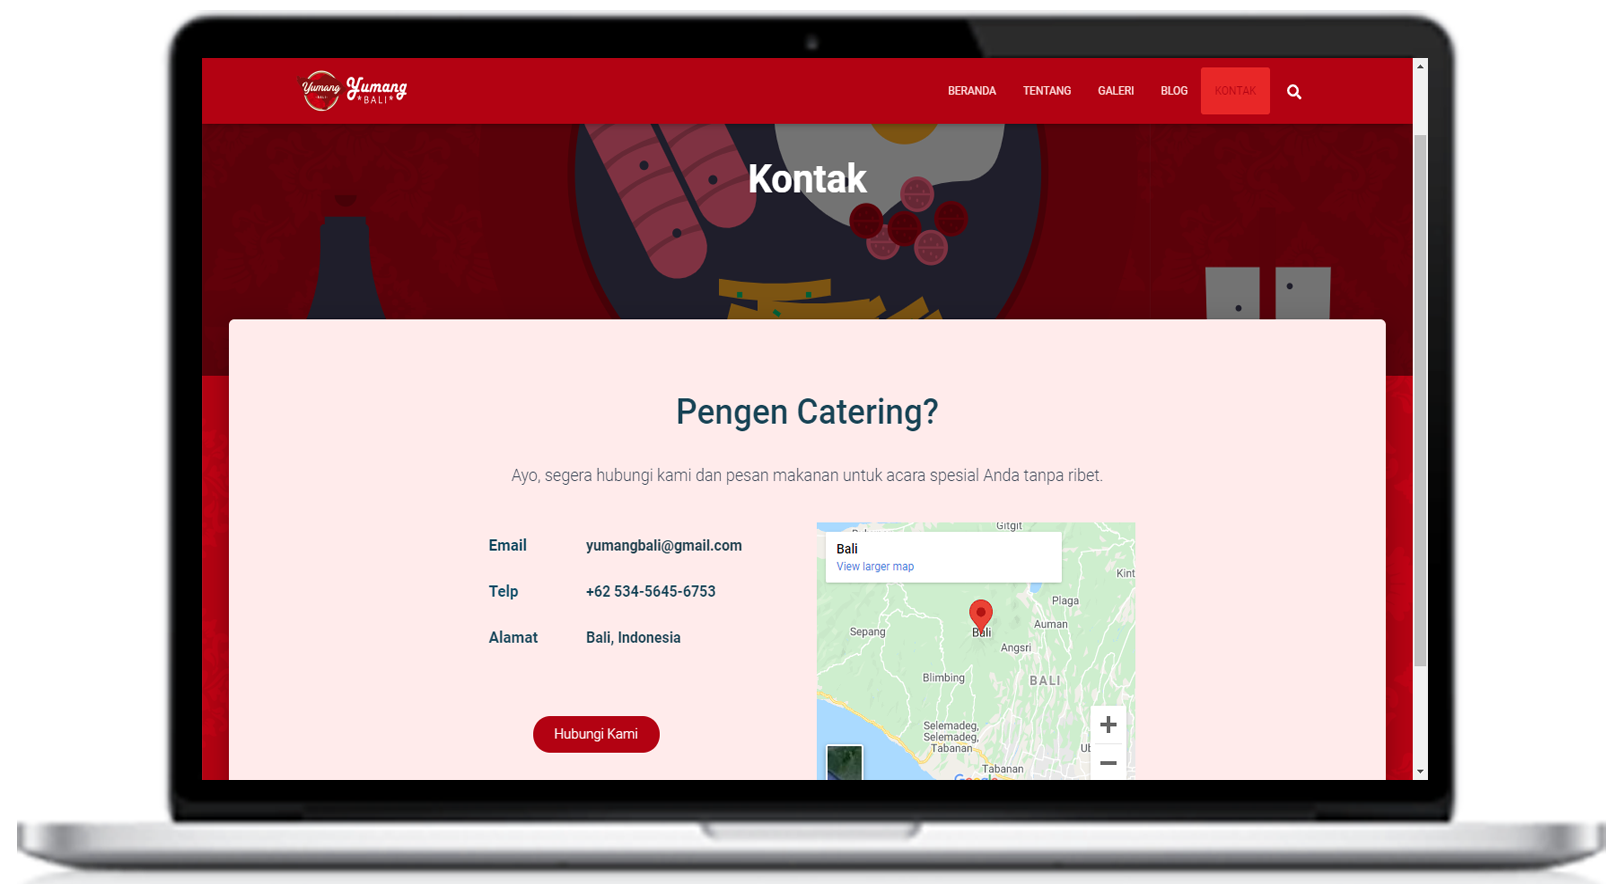 Yumang
BALI
Yumang
*BALI*
BERANDA
TENTANG
GALERI
BLOG
KONTAK
Kontak
Pengen Catering?
Ayo, segera hubungi kami dan pesan makanan untuk acara spesial Anda tanpa ribet.
Email yumangbali@gmail.com
Telp +62 534-5645-6753
Alamat Bali, Indonesia
Hubungi Kami
Gitgit
Bali
View larger map
Kint
Plaga
Sepang
Auman
Bali
Angsri
Blimbing
BALI
Selemadeg,
Selemadeg,
Tabanan
Tabanan
Google